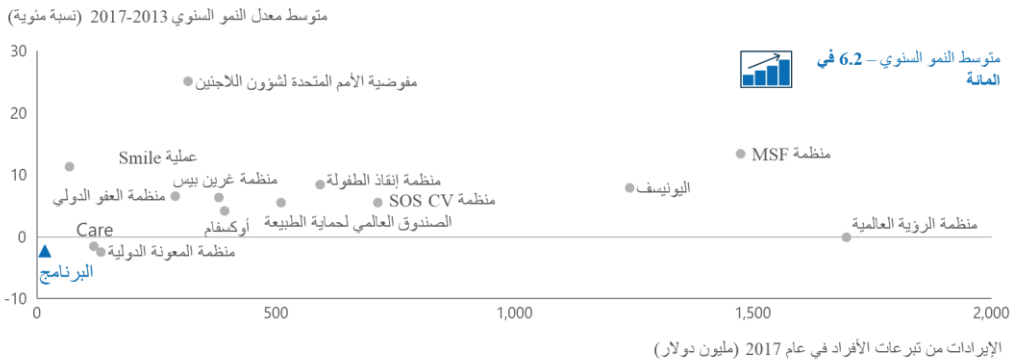 متوسط معدل النمو السنوي 2013-2017 (نسبة مئوية)
30
متوسط النمو السنوي – 6.2 في
المائة
مفوضية الأمم المتحدة لشؤون اللاجئين
20
عملية Smile
منظمة MSF
10
منظمة إنقاذ الطفولة
منظمة غرين بيس
اليونيسف
منظمة العفو الدولي
منظمة SOS CV
الصندوق العالمي لحماية الطبيعة
أوكسفام
منظمة الرؤية العالمية
Care
0
منظمة المعونة الدولية
البرنامج
-10
0
500
1,000
1,500
2,000
الإيرادات من تبرعات الأفراد في عام 2017 (مليون دولار)